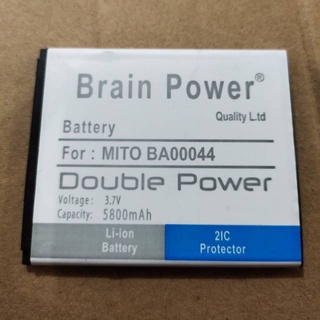 Brain Power®
Quality L.td
Battery
For : MITO BA00044
Double Power
Voltage : 3.7V
Capacity: 5800mAh
Li-ion
Battery
2IC
Protector